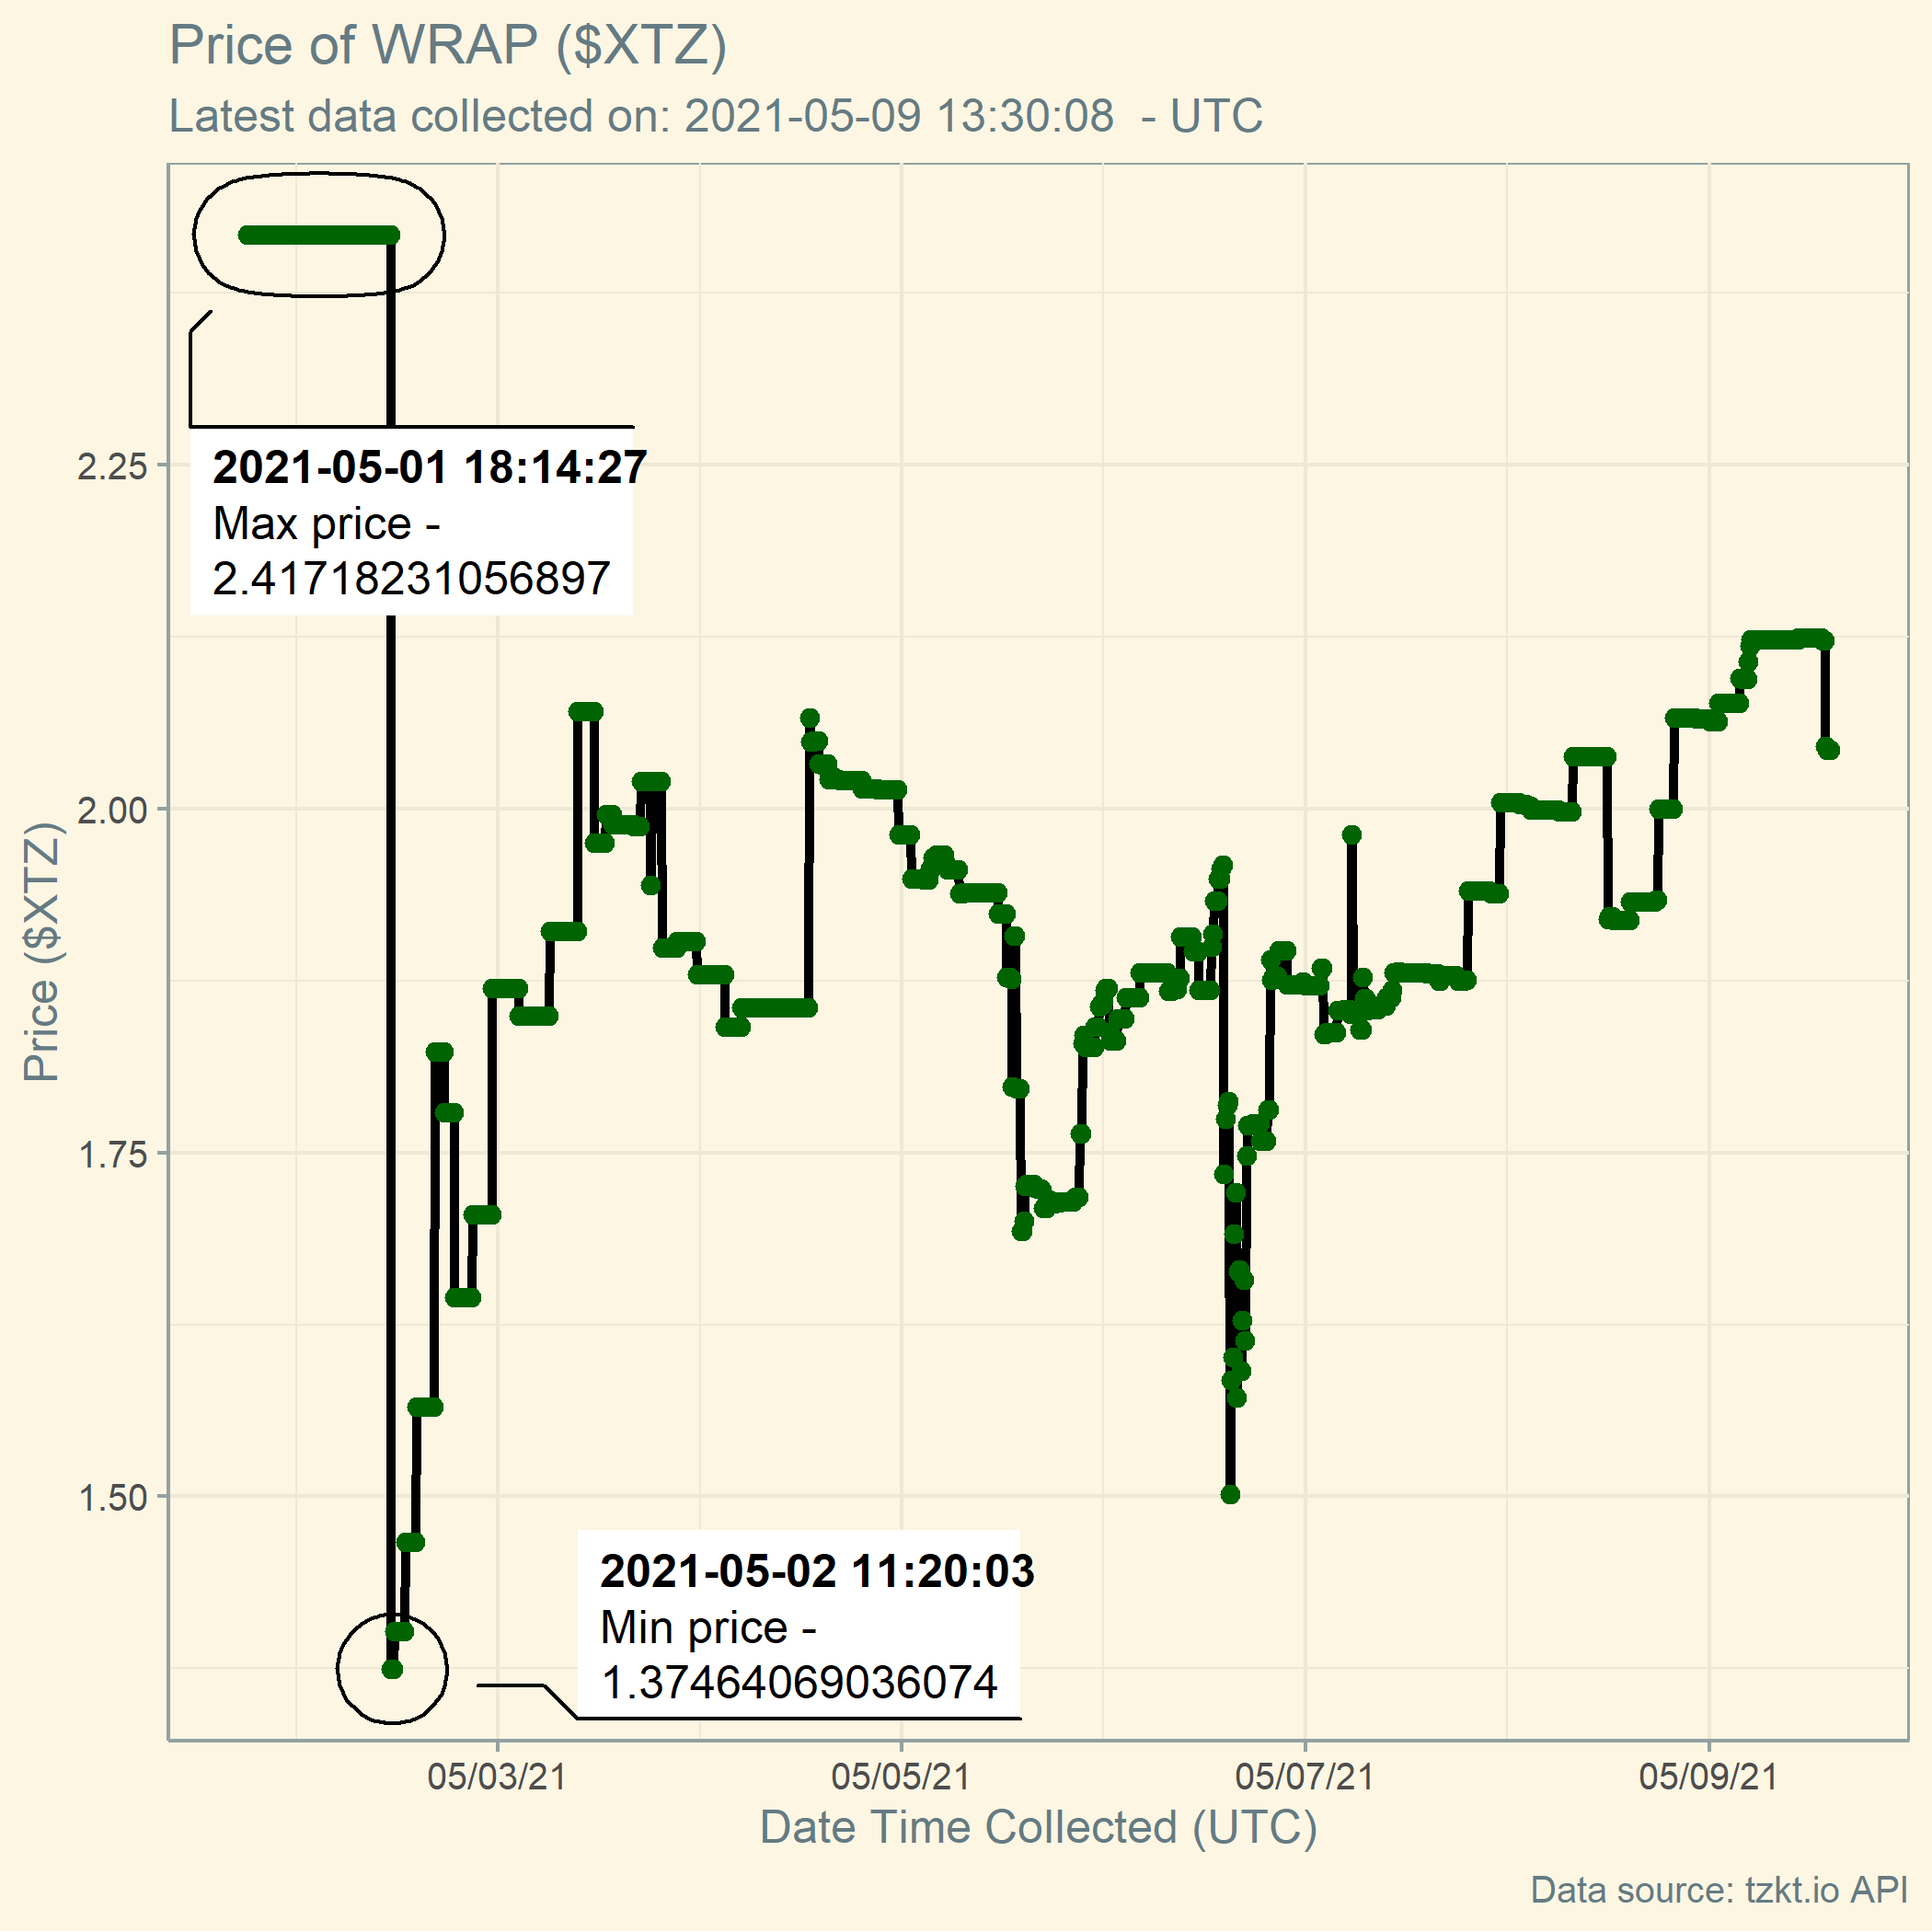 Price of WRAP ($XTZ)
Latest data collected on: 2021-05-09 13:30:08  - UTC
2021-05-01 18:14:27
Max price -
2.41718231056897
2.25
2.00
1.75
1.50
Price ($XTZ)
2021-05-02 11:20:03
Min price -
1.37464069036074
05/03/21
05/05/21
05/07/21
05/09/21
Date Time Collected (UTC)
Data source: tzkt.io API